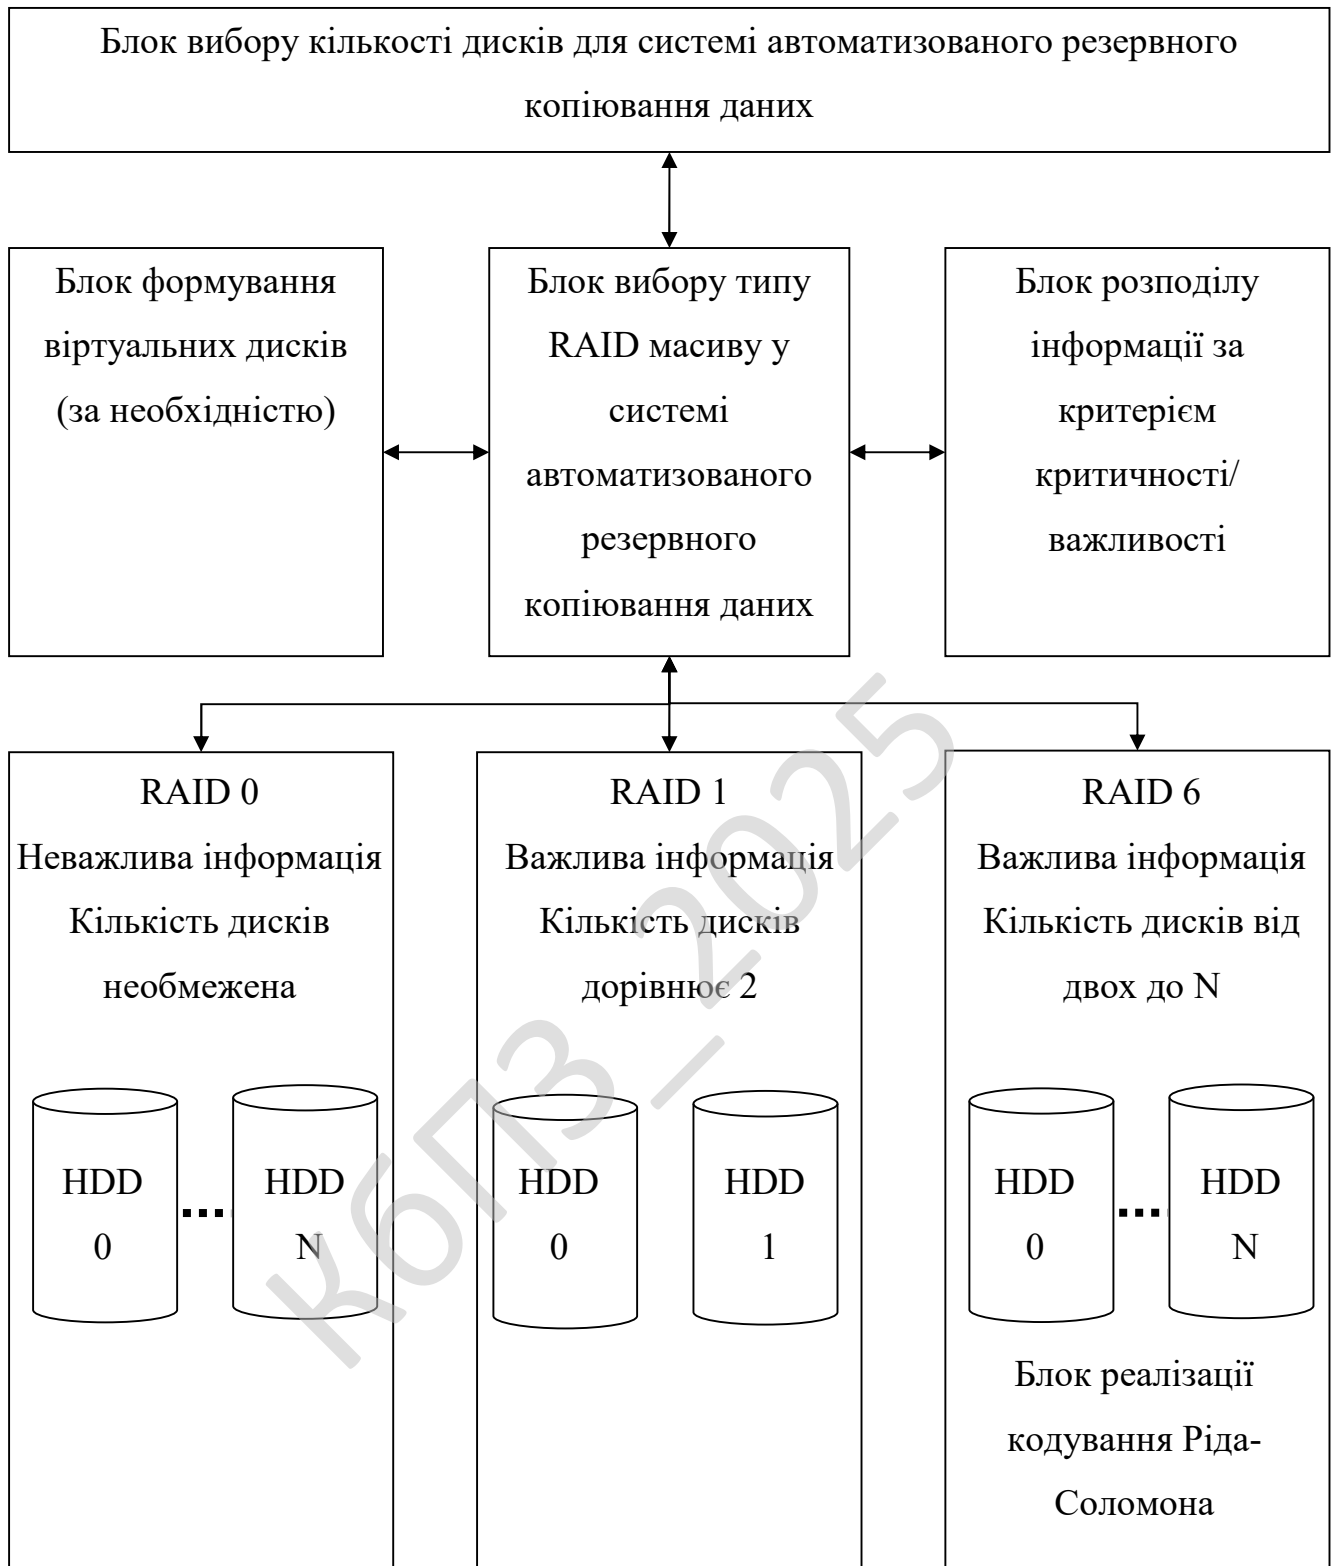 Блок вибору кількості дисків для системі автоматизованого резервного
копіювання даних
Блок формування
віртуальних дисків
(за необхідністю)
Блок вибору типу
RAID масиву у
системі
автоматизованого
резервного
копіювання даних
Блок розподілу
інформації за
критерієм
критичності/
важливості
RAID 0
Неважлива інформація
Кількість дисків
необмежена
HDD
0
HDD
N
RAID 1
Важлива інформація
Кількість дисків
дорівнює 2
HDD
0
HDD
1
RAID 6
Важлива інформація
Кількість дисків від
двох до N
HDD
0
HDD
N
Блок реалізації
кодування Ріда-
Соломона
КбПЗ_2025